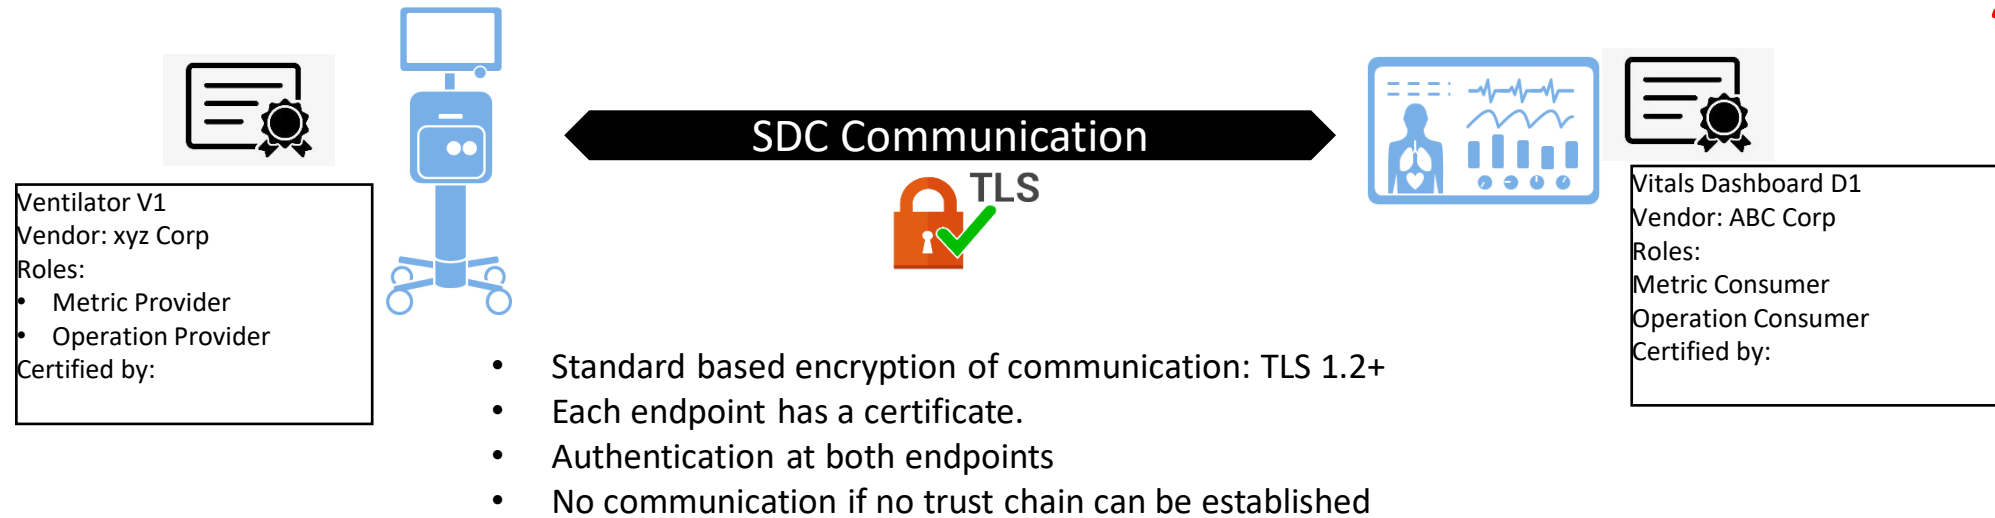 SDC Communication
TLS
Ventilator V1
Vendor: xyz Corp
Roles:
• Metric Provider
• Operation Provider
Certified by:
Vitals Dashboard D1
Vendor: ABC Corp
Roles:
Metric Consumer
Operation Consumer
Certified by:
• Standard based encryption of communication: TLS 1.2+
• Each endpoint has a certificate.
• Authentication at both endpoints
• No communication if no trust chain can be established